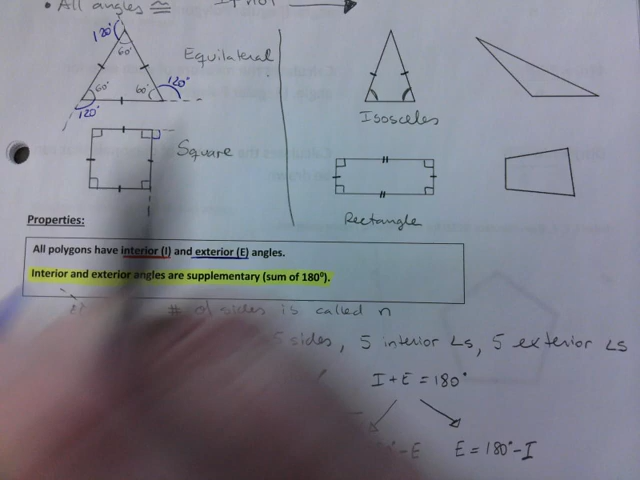 • All angles ≅ If not
120° 60° Equilateral
60° 60° 120°
120°
Isosceles
Square
Rectangle
Properties:
All polygons have interior (I) and exterior (E) angles.
Interior and exterior angles are supplementary (sum of 180⁰).
# of sides is called n
5 sides, 5 interior ∠s, 5 exterior ∠s
I + E = 180°
° - E E = 180° - I